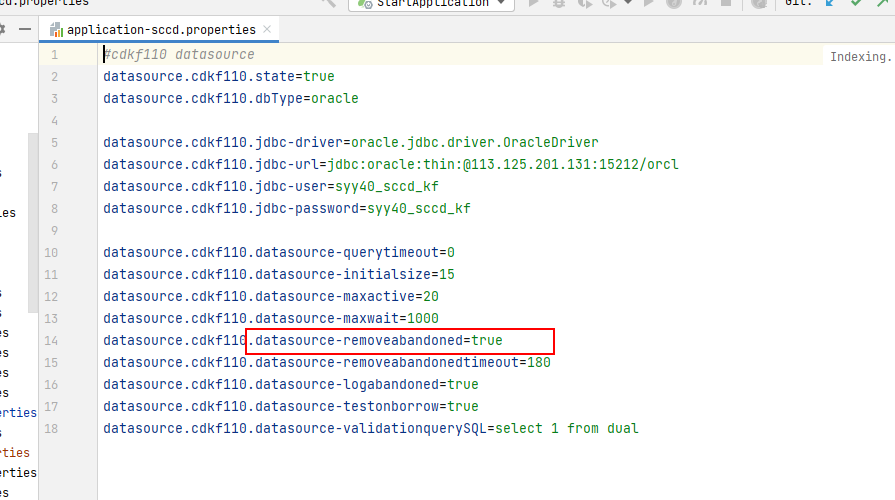 cd.properties
StartApplication
Git:
application-sccd.properties
Indexing.
1 #cdkf110 datasource
2 datasource.cdkf110.state=true
3 datasource.cdkf110.dbType=oracle
4
5 datasource.cdkf110.jdbc-driver=oracle.jdbc.driver.OracleDriver
6 datasource.cdkf110.jdbc-url=jdbc:oracle:thin:@113.125.201.131:15212/orcl
7 datasource.cdkf110.jdbc-user=syy40_sccd_kf
8 datasource.cdkf110.jdbc-password=syy40_sccd_kf
9
10 datasource.cdkf110.datasource-querytimeout=0
11 datasource.cdkf110.datasource-initialsize=15
12 datasource.cdkf110.datasource-maxactive=20
13 datasource.cdkf110.datasource-maxwait=1000
14 datasource.cdkf110.datasource-removeabandoned=true
15 datasource.cdkf110.datasource-removeabandonedtimeout=180
16 datasource.cdkf110.datasource-logabandoned=true
17 datasource.cdkf110.datasource-testonborrow=true
18 datasource.cdkf110.datasource-validationquerySQL=select 1 from dual
s
ies
s
s
es
es
es
es
erties
s
rties
erties
es